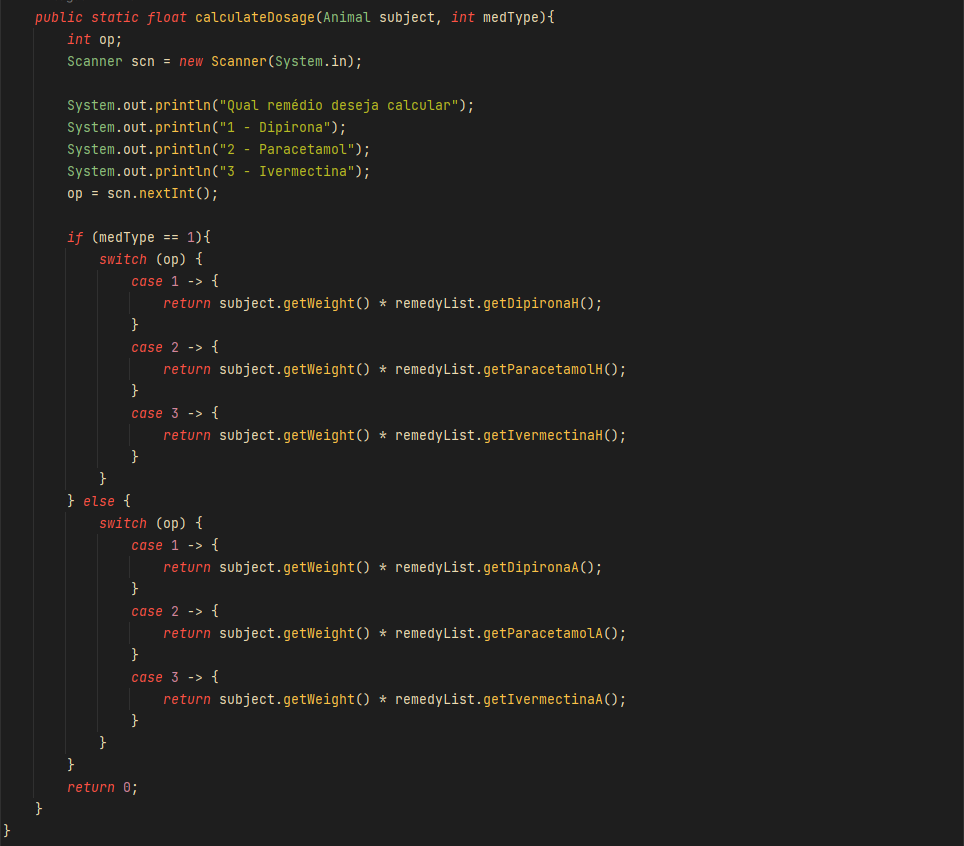 public static float calculateDosage(Animal subject, int medType){
int op;
Scanner scn = new Scanner(System.in);
System.out.println("Qual remédio deseja calcular");
System.out.println("1 - Dipirona");
System.out.println("2 - Paracetamol");
System.out.println("3 - Ivermectina");
op = scn.nextInt();
if (medType == 1){
switch (op) {
case 1 -> {
return subject.getWeight() * remedyList.getDipironaH();
}
case 2 -> {
return subject.getWeight() * remedyList.getParacetamolH();
}
case 3 -> {
return subject.getWeight() * remedyList.getIvermectinaH();
}
}
} else {
switch (op) {
case 1 -> {
return subject.getWeight() * remedyList.getDipironaA();
}
case 2 -> {
return subject.getWeight() * remedyList.getParacetamolA();
}
case 3 -> {
return subject.getWeight() * remedyList.getIvermectinaA();
}
}
}
return 0;
}
}